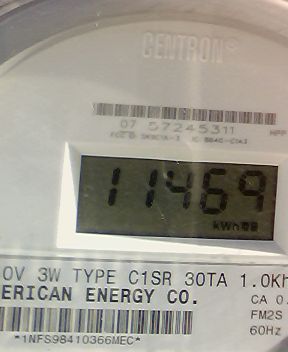 CENTRON®
07 57245311
11469
kWh
0V 3W TYPE C1SR 30TA 1.0Kh
ERICAN ENERGY CO.
CA 0.
FM2S
60Hz
*1NFS98410366MEC*